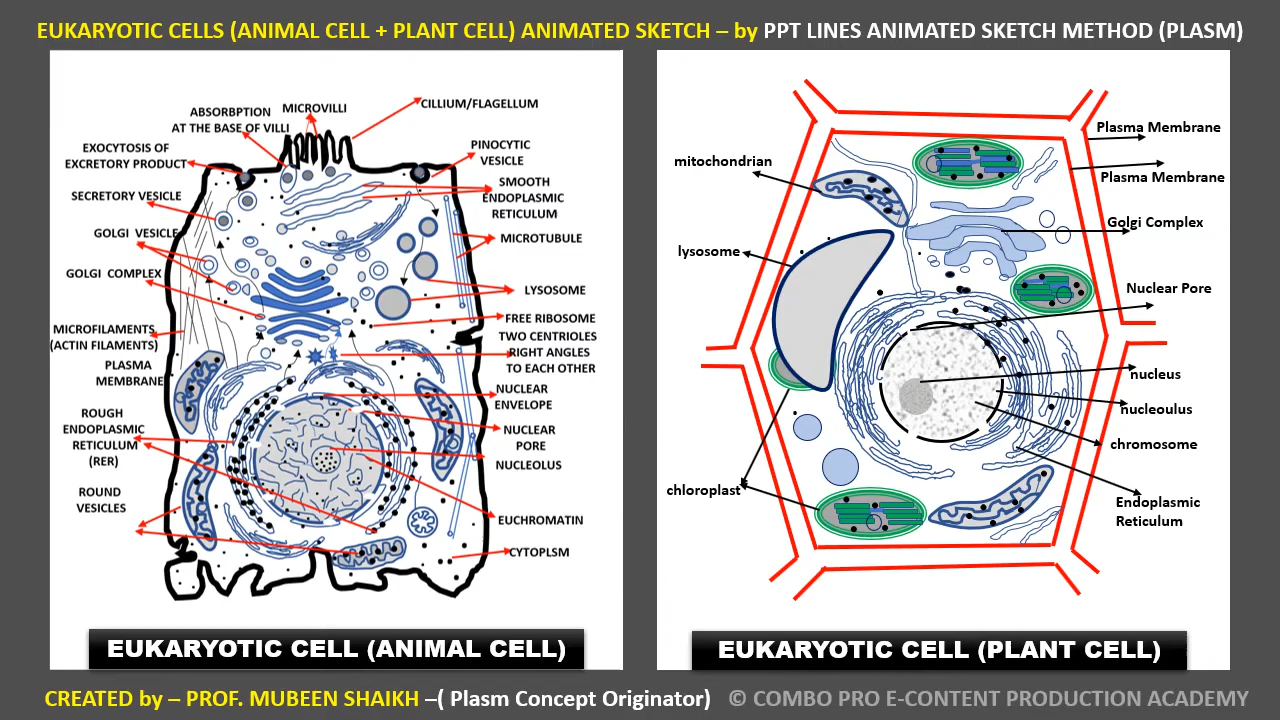 EUKARYOTIC CELLS (ANIMAL CELL + PLANT CELL) ANIMATED SKETCH – by PPT LINES ANIMATED SKETCH METHOD (PLASM)
ABSORBPTION
AT THE BASE OF VILLI
MICROVILLI
CILLIUM/FLAGELLUM
EXOCYTOSIS OF
EXCRETORY PRODUCT
PINOCYTIC
VESICLE
SECRETORY VESICLE
SMOOTH
ENDOPLASMIC
RETICULUM
GOLGI VESICLE
MICROTUBULE
GOLGI COMPLEX
LYSOSOME
MICROFILAMENTS
(ACTIN FILAMENTS)
FREE RIBOSOME
TWO CENTRIOLES
RIGHT ANGLES
TO EACH OTHER
PLASMA
MEMBRANE
NUCLEAR
ENVELOPE
ROUGH
ENDOPLASMIC
RETICULUM
(RER)
NUCLEAR
PORE
NUCLEOLUS
ROUND
VESICLES
EUCHROMATIN
CYTOPLSM
EUKARYOTIC CELL (ANIMAL CELL)
Plasma Membrane
mitochondrian
Plasma Membrane
Golgi Complex
lysosome
Nuclear Pore
nucleus
nucleoulus
chromosome
chloroplast
Endoplasmic
Reticulum
EUKARYOTIC CELL (PLANT CELL)
CREATED by – PROF. MUBEEN SHAIKH –( Plasm Concept Originator) © COMBO PRO E-CONTENT PRODUCTION ACADEMY